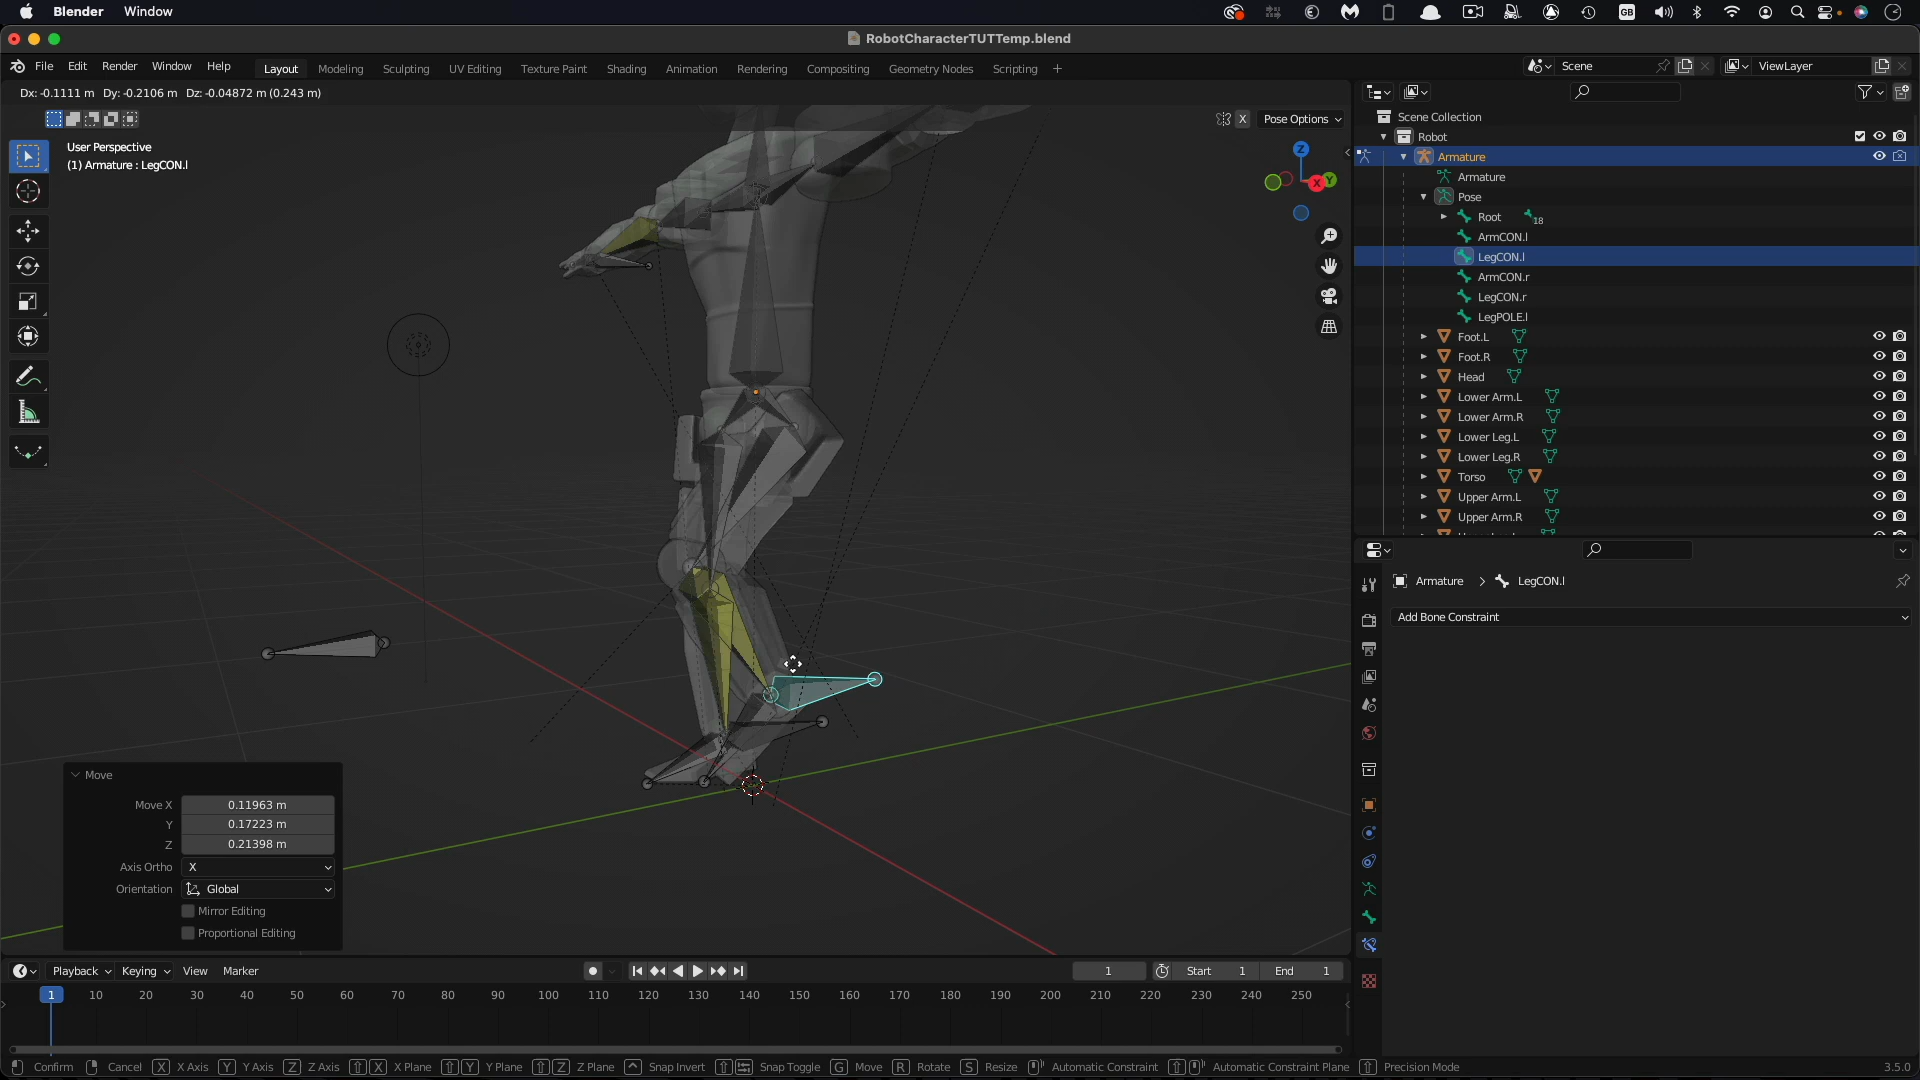 Blender Window
GB
RobotCharacterTUTTemp.blend
File Edit Render Window Help Layout Modeling Sculpting UV Editing Texture Paint Shading Animation Rendering Compositing Geometry Nodes Scripting + Scene ViewLayer
Dx: -0.1111 m Dy: -0.2106 m Dz: -0.04872 m (0.243 m)
X Pose Options
User Perspective
(1) Armature : LegCON.l
Z
X
Y
Scene Collection
Robot
Armature
Armature
Pose
Root 18
ArmCON.l
LegCON.l
ArmCON.r
LegCON.r
LegPOLE.l
Foot.L
Foot.R
Head
Lower Arm.L
Lower Arm.R
Lower Leg.L
Lower Leg.R
Torso
Upper Arm.L
Upper Arm.R
Armature > LegCON.l
Add Bone Constraint
Move
Move X 0.11963 m
Y 0.17223 m
Z 0.21398 m
Axis Ortho X
Orientation Global
Mirror Editing
Proportional Editing
Playback Keying View Marker 1 Start 1 End 1
1 10 20 30 40 50 60 70 80 90 100 110 120 130 140 150 160 170 180 190 200 210 220 230 240 250
Confirm Cancel X X Axis Y Y Axis Z Z Axis X X Plane Y Y Plane Z Z Plane Snap Invert Snap Toggle G Move R Rotate S Resize Automatic Constraint Automatic Constraint Plane Precision Mode 3.5.0